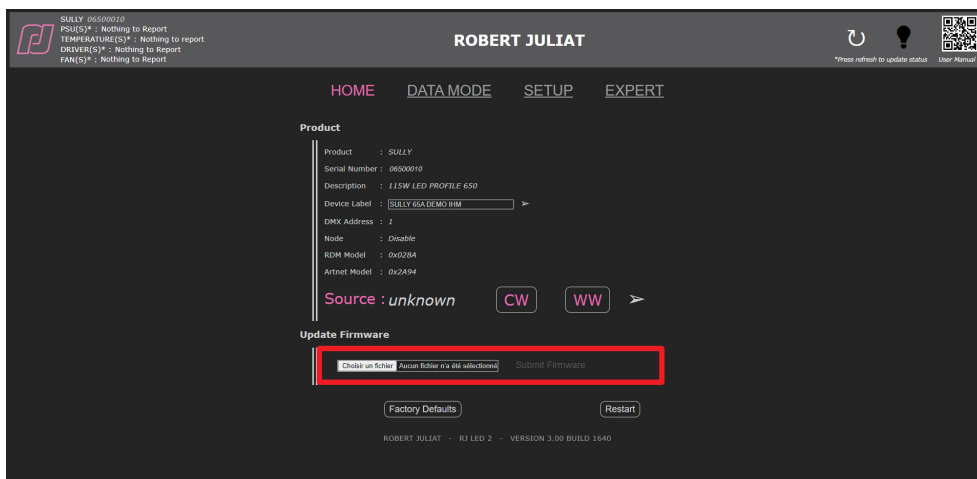 SULLY 06500010
PSU(S)* : Nothing to Report
TEMPERATURE(S)* : Nothing to report
DRIVER(S)* : Nothing to Report
FAN(S)* : Nothing to Report
ROBERT JULIAT
*Press refresh to update status
User Manual
HOME DATA MODE SETUP EXPERT
Product
Product : SULLY
Serial Number : 06500010
Description : 115W LED PROFILE 650
Device Label : SULLY 65A DEMO IHM ➢
DMX Address : 1
Node : Disable
RDM Model : 0x028A
Artnet Model : 0x2A94
Source : unknown CW WW ➢
Update Firmware
Choisir un fichier Aucun fichier n'a été sélectionné Submit Firmware
Factory Defaults Restart
ROBERT JULIAT - RJ LED 2 - VERSION 3.00 BUILD 1640